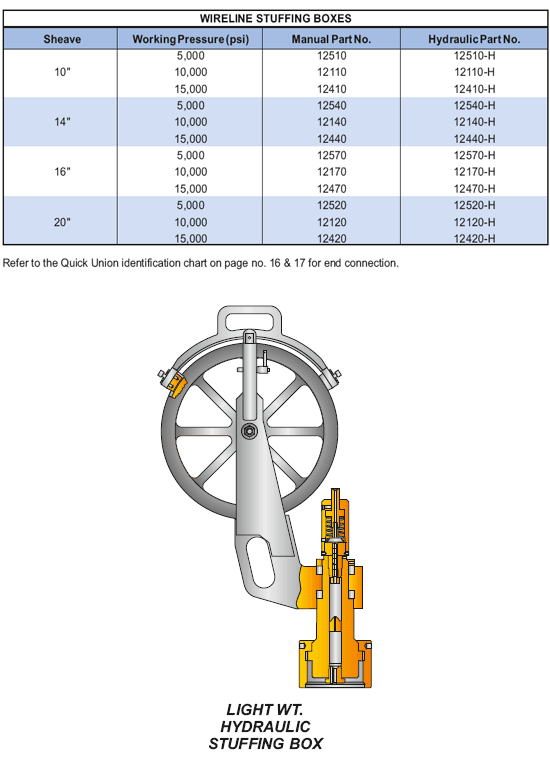 WIRELINE STUFFING BOXES
Sheave Working Pressure (psi) Manual Part No. Hydraulic Part No.
5,000 12510 12510-H
10" 10,000 12110 12110-H
15,000 12410 12410-H
5,000 12540 12540-H
14" 10,000 12140 12140-H
15,000 12440 12440-H
5,000 12570 12570-H
16" 10,000 12170 12170-H
15,000 12470 12470-H
5,000 12520 12520-H
20" 10,000 12120 12120-H
15,000 12420 12420-H
Refer to the Quick Union identification chart on page no. 16 & 17 for end connection.
LIGHT WT.
HYDRAULIC
STUFFING BOX